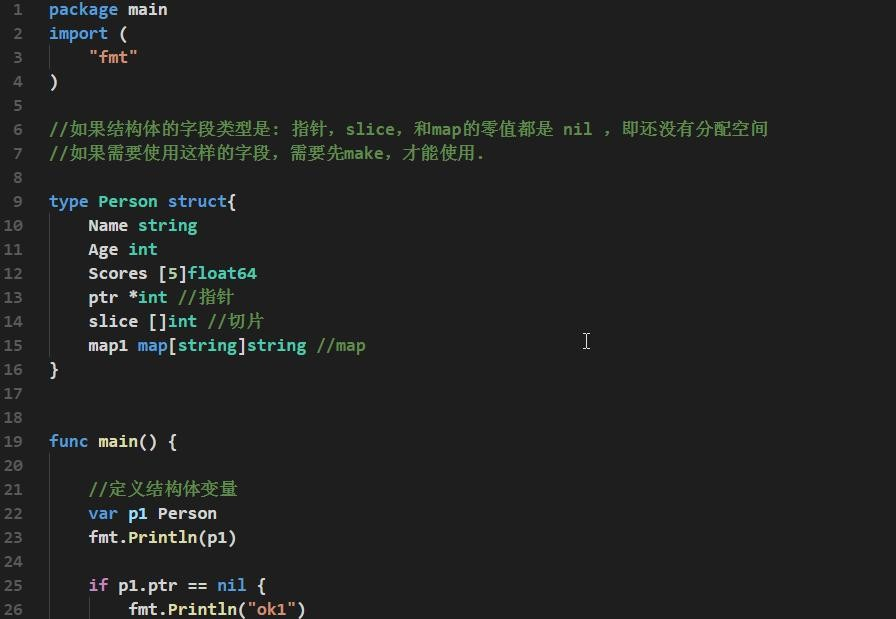 1 package main
2 import (
3 "fmt"
4 )
5
6 //如果结构体的字段类型是: 指针，slice，和map的零值都是 nil ，即还没有分配空间
7 //如果需要使用这样的字段，需要先make，才能使用.
8
9 type Person struct{
10 Name string
11 Age int
12 Scores [5]float64
13 ptr *int //指针
14 slice []int //切片
15 map1 map[string]string //map
16 }
17
18
19 func main() {
20
21 //定义结构体变量
22 var p1 Person
23 fmt.Println(p1)
24
25 if p1.ptr == nil {
26 fmt.Println("ok1")